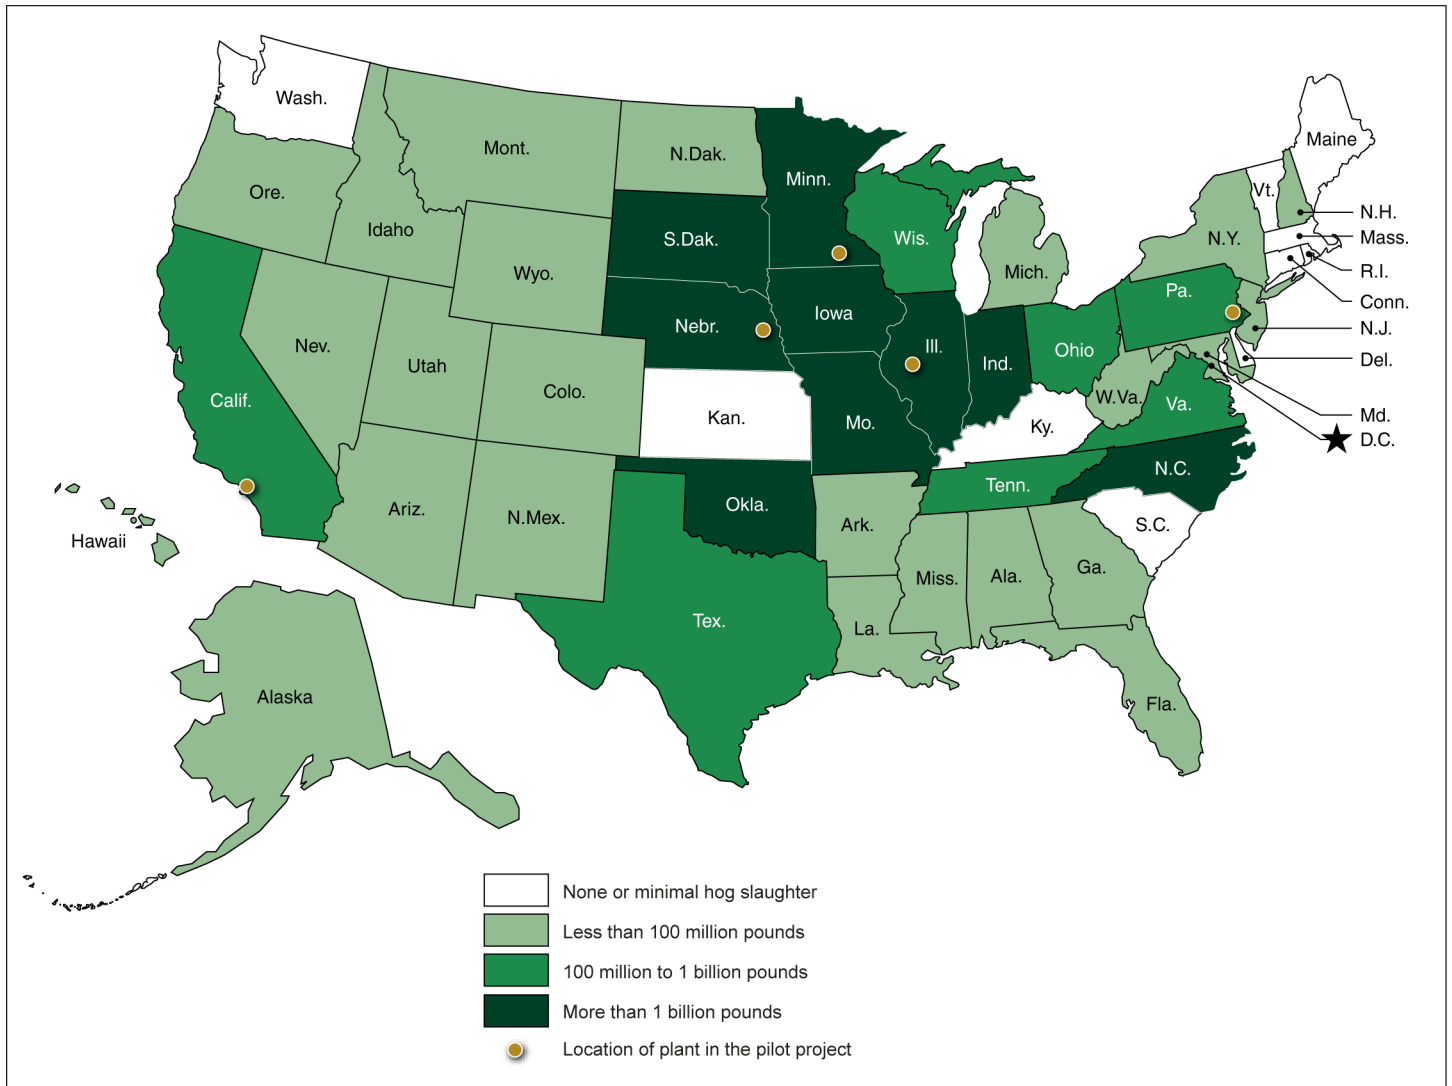 Wash.
Maine
Mont.
N.Dak.
Minn.
Vt.
Ore.
N.H.
Idaho
S.Dak.
Wis.
N.Y.
Mass.
Wyo.
Mich.
R.I.
Pa.
Conn.
Iowa
Nebr.
N.J.
Nev.
Ill.
Ohio
Del.
Utah
Ind.
Colo.
Calif.
W.Va.
Va.
Md.
Kan.
Mo.
Ky.
D.C.
N.C.
Tenn.
Okla.
Ariz.
N.Mex.
Ark.
S.C.
Hawaii
Ga.
Miss.
Ala.
Tex.
La.
Alaska
Fla.
None or minimal hog slaughter
Less than 100 million pounds
100 million to 1 billion pounds
More than 1 billion pounds
Location of plant in the pilot project